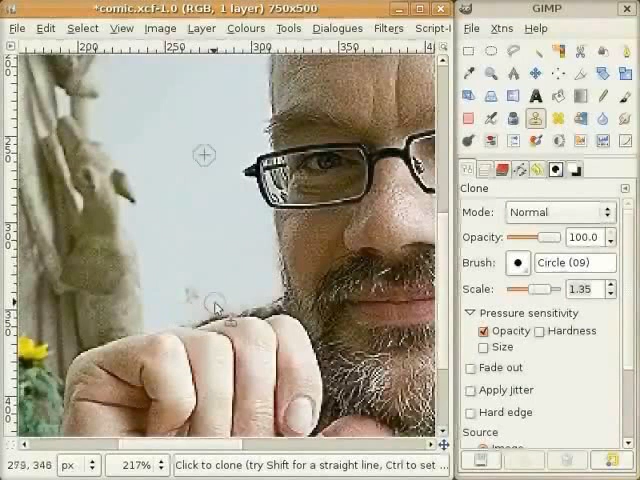 *comic.xcf-1.0 (RGB, 1 layer) 750x500
GIMP
File Edit Select View Image Layer Colours Tools Dialogues Filters Script-
File Xtns Help
200 250 300 350
Clone
Mode: Normal
Opacity: 100.0
Brush: Circle (09)
Scale: 1.35
Pressure sensitivity
Opacity Hardness
Size
Fade out
Apply Jitter
Hard edge
Source
Image
279, 346 px 217% Click to clone (try Shift for a straight line, Ctrl to set ...